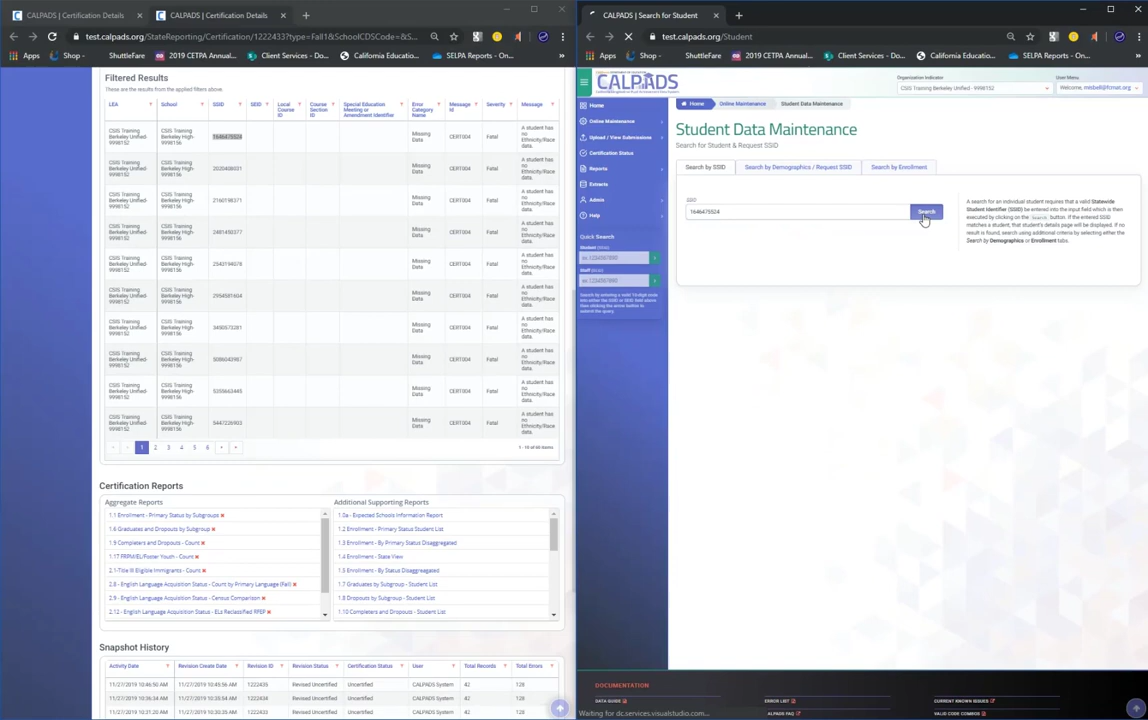 CALPADS | Certification Details
CALPADS | Certification Details
test.calpads.org/StateReporting/Certification/1222433?type=Fall1&SchoolCDSCode=&S...
Apps
Shop -
ShuttleFare
2019 CETPA Annual...
Client Services - Do...
California Education...
SELPA Reports - On...
Filtered Results
These are the results from the applied filters above.
LEA School SSID SEID Local Course ID Course Section ID Special Education Meeting or Amendment Identifier Error Category Name Message Id Severity Message
CSIS Training Berkeley Unified-9998152 CSIS Training Berkeley High-9998156 1646475524 Missing Data CERT004 Fatal A student has no Ethnicity/Race data.
CSIS Training Berkeley Unified-9998152 CSIS Training Berkeley High-9998156 Missing Data CERT004 Fatal A student has no Ethnicity/Race data.
CSIS Training Berkeley Unified-9998152 CSIS Training Berkeley High-9998156 2160198371 Missing Data CERT004 Fatal A student has no Ethnicity/Race data.
CSIS Training Berkeley Unified-9998152 CSIS Training Berkeley High-9998156 2481450377 Missing Data CERT004 Fatal A student has no Ethnicity/Race data.
CSIS Training Berkeley Unified-9998152 CSIS Training Berkeley High-9998156 2543194078 Missing Data CERT004 Fatal A student has no Ethnicity/Race data.
CSIS Training Berkeley Unified-9998152 CSIS Training Berkeley High-9998156 2954581604 Missing Data CERT004 Fatal A student has no Ethnicity/Race data.
CSIS Training Berkeley Unified-9998152 CSIS Training Berkeley High-9998156 3450573281 Missing Data CERT004 Fatal A student has no Ethnicity/Race data.
CSIS Training Berkeley Unified-9998152 CSIS Training Berkeley High-9998156 Missing Data CERT004 Fatal A student has no Ethnicity/Race data.
CSIS Training Berkeley Unified-9998152 CSIS Training Berkeley High-9998156 Missing Data CERT004 Fatal A student has no Ethnicity/Race data.
CSIS Training Berkeley Unified-9998152 CSIS Training Berkeley High-9998156 5447226903 Missing Data CERT004 Fatal A student has no Ethnicity/Race data.
1 2 3 4 5 6
Certification Reports
Aggregate Reports
1.1 Enrollment - Primary Status by Subgroups
1.6 Graduates and Dropouts by Subgroup
1.9 Completers and Dropouts - Count
1.17 FRPM/EL/Foster Youth - Count
2.1-Title III Eligible Immigrants - Count
2.8 - English Language Acquisition Status - Count by Primary Language (Fall)
2.9 - English Language Acquisition Status - Census Comparison
2.12 - English Language Acquisition Status - ELs Reclassified RFEP
Additional Supporting Reports
1.0a - Expected Schools Information Report
1.2 Enrollment - Primary Status Student List
1.3 Enrollment - By Primary Status Disaggregated
1.4 Enrollment - State View
1.5 Enrollment - By Status Disaggregated
1.7 Graduates by Subgroup - Student List
1.8 Dropouts by Subgroup - Student List
1.10 Completers and Dropouts - Student List
Snapshot History
Activity Date Revision Create Date Revision ID Revision Status Certification Status User Total Records Total Errors
11/27/2019 10:46:50 AM 11/27/2019 10:45:56 AM 1222435 Revised Uncertified Uncertified CALPADS System 42 128
11/27/2019 10:36:34 AM 11/27/2019 1222434 Revised Uncertified Uncertified CALPADS System 42 128
11/27/2019 10:31:20 AM 11/27/2019 1222433 Revised Uncertified Uncertified CALPADS System 42 128
CALPADS | Search for Student
test.calpads.org/Student
Apps
Shop -
ShuttleFare
2019 CETPA Annual...
Client Services - Do...
California Education...
SELPA Reports - On...
CALPADS
Organization Indicator
CSIS Training Berkeley Unified - 9998152
User Menu
Home
Online Maintenance
Upload / View Submissions
Certification Status
Reports
Extracts
Admin
Help
Quick Search
Student (SSID)
ex.1234567890
Staff (SEID)
ex.1234567890
Search by entering a valid 10-digit code into either the SSID or SEID field above then clicking the arrow button to submit the query.
Home
Online Maintenance
Student Data Maintenance
Student Data Maintenance
Search for Student & Request SSID
Search by SSID
Search by Demographics / Request SSID
Search by Enrollment
SSID
1646475524
Search
A search for an individual student requires that a valid Statewide
Student Identifier (SSID) be entered into the input field which is then
executed by clicking on the Search button. If the entered SSID
matches a student, that student's details page will be displayed. If no
result is found, search using additional criteria by selecting either the
Search by Demographics or Enrollment tabs.
DOCUMENTATION
DATA GUIDE
ERROR LIST
CURRENT KNOWN ISSUES
CALPADS FAQ
VALID CODE COMBOS
Waiting for dc.services.visualstudio.com...